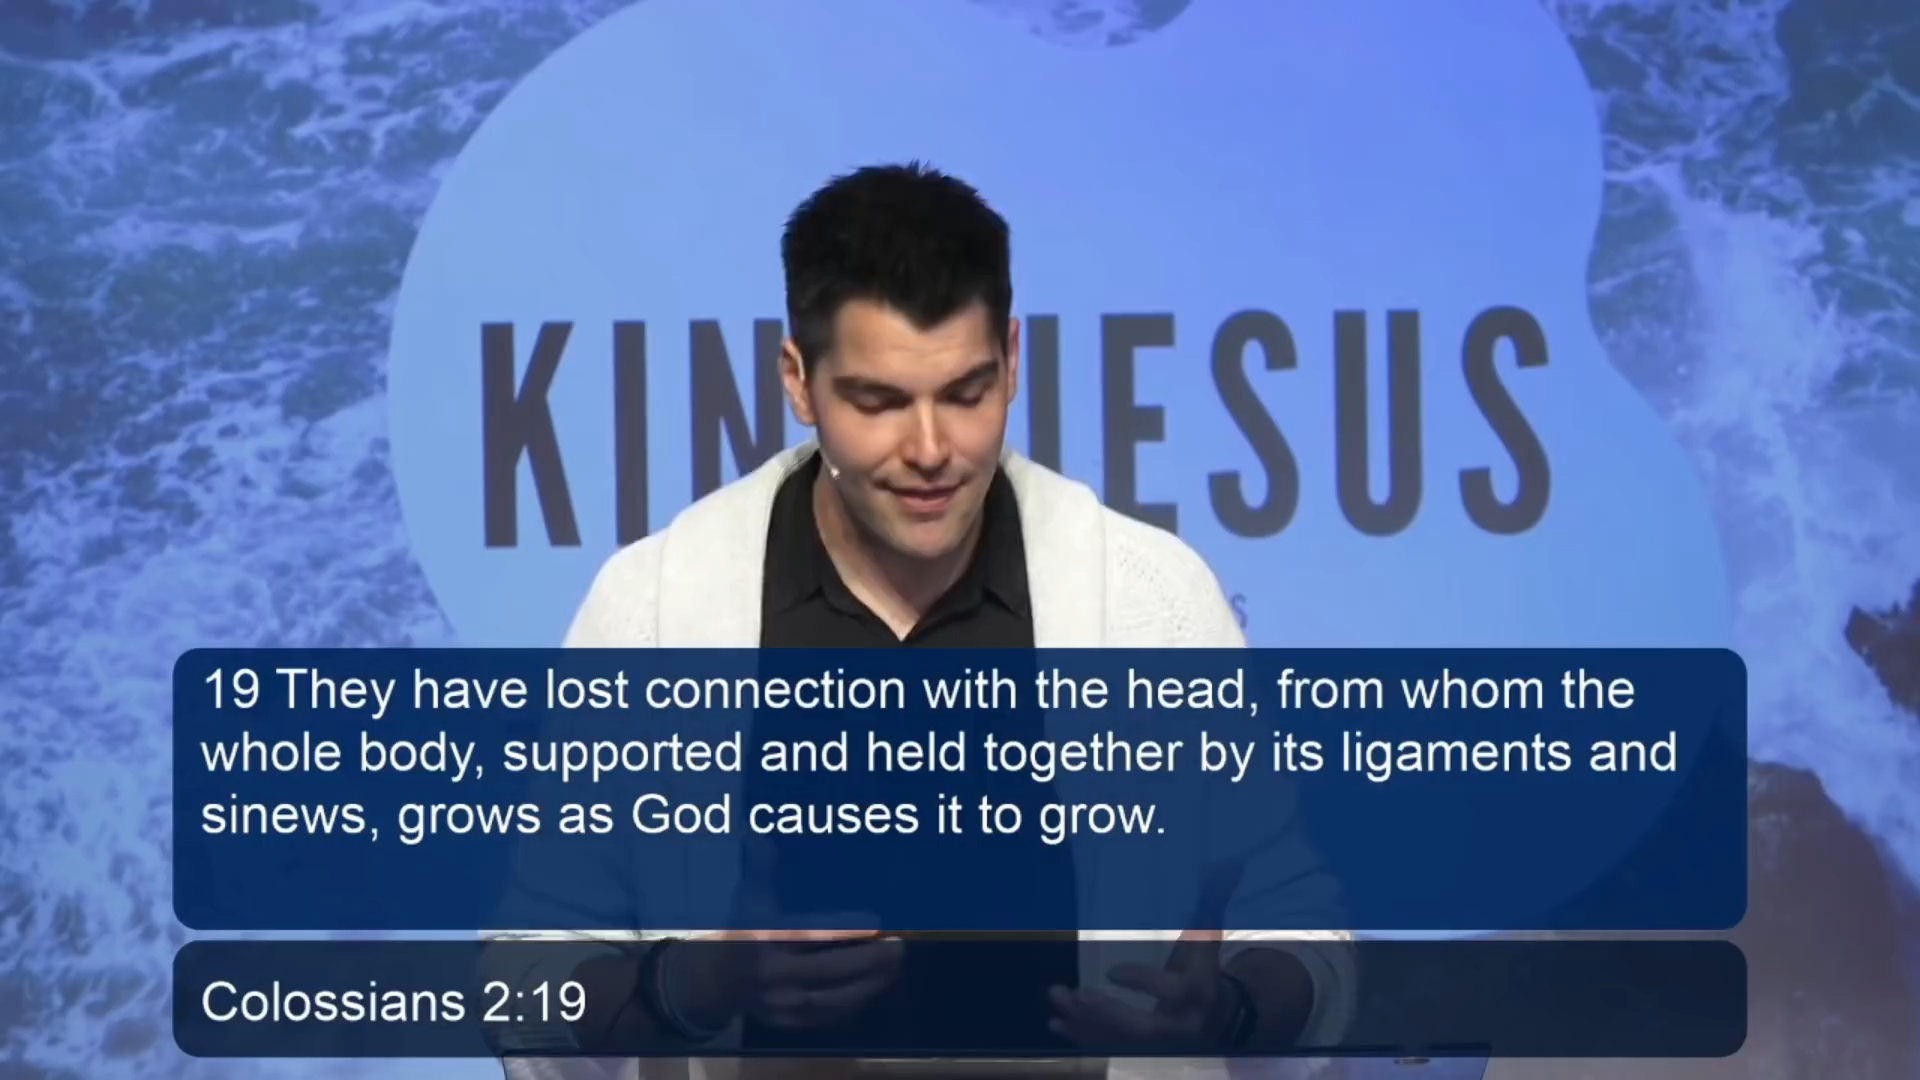 KIN JESUS
S
19 They have lost connection with the head, from whom the
whole body, supported and held together by its ligaments and
sinews, grows as God causes it to grow.
Colossians 2:19